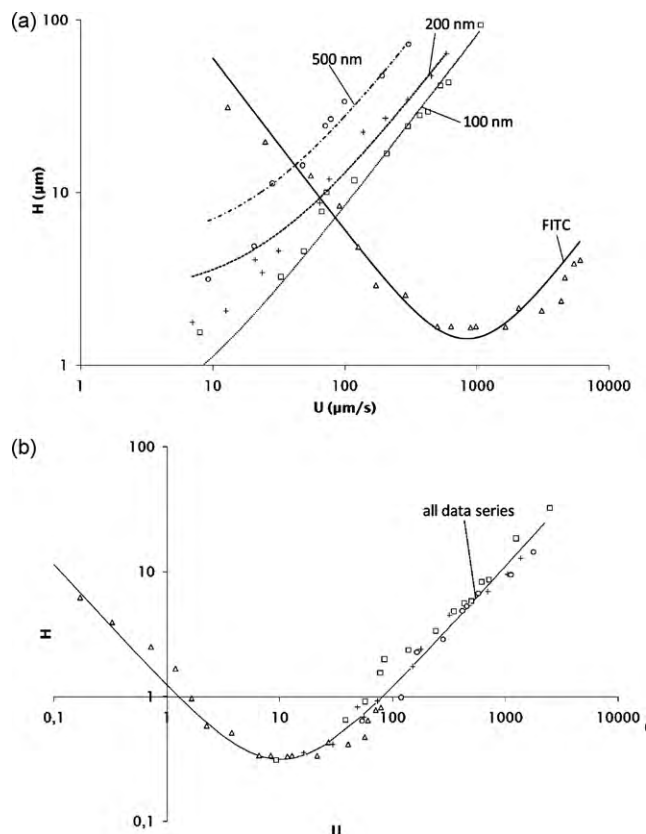 (a)
100
10
1
H (µm)
500 nm
200 nm
100 nm
FITC
1 10 100 1000 10000
U (µm/s)
(b)
100
10
1
0,1
H
all data series
0,1 1 10 100 1000 10000